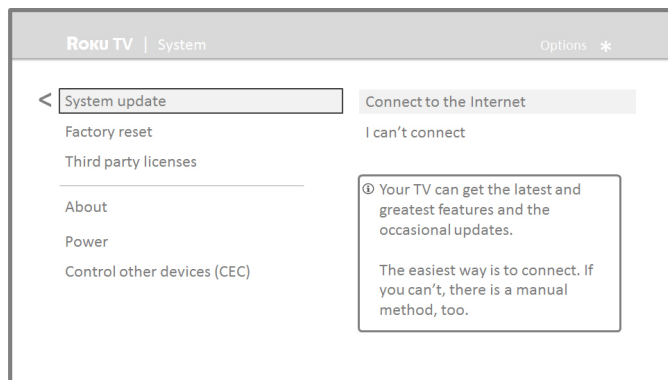 Roku TV | System
Options *
< System update
Factory reset
Third party licenses
About
Power
Control other devices (CEC)
Connect to the Internet
I can't connect
ⓘ Your TV can get the latest and
greatest features and the
occasional updates.
The easiest way is to connect. If
you can't, there is a manual
method, too.